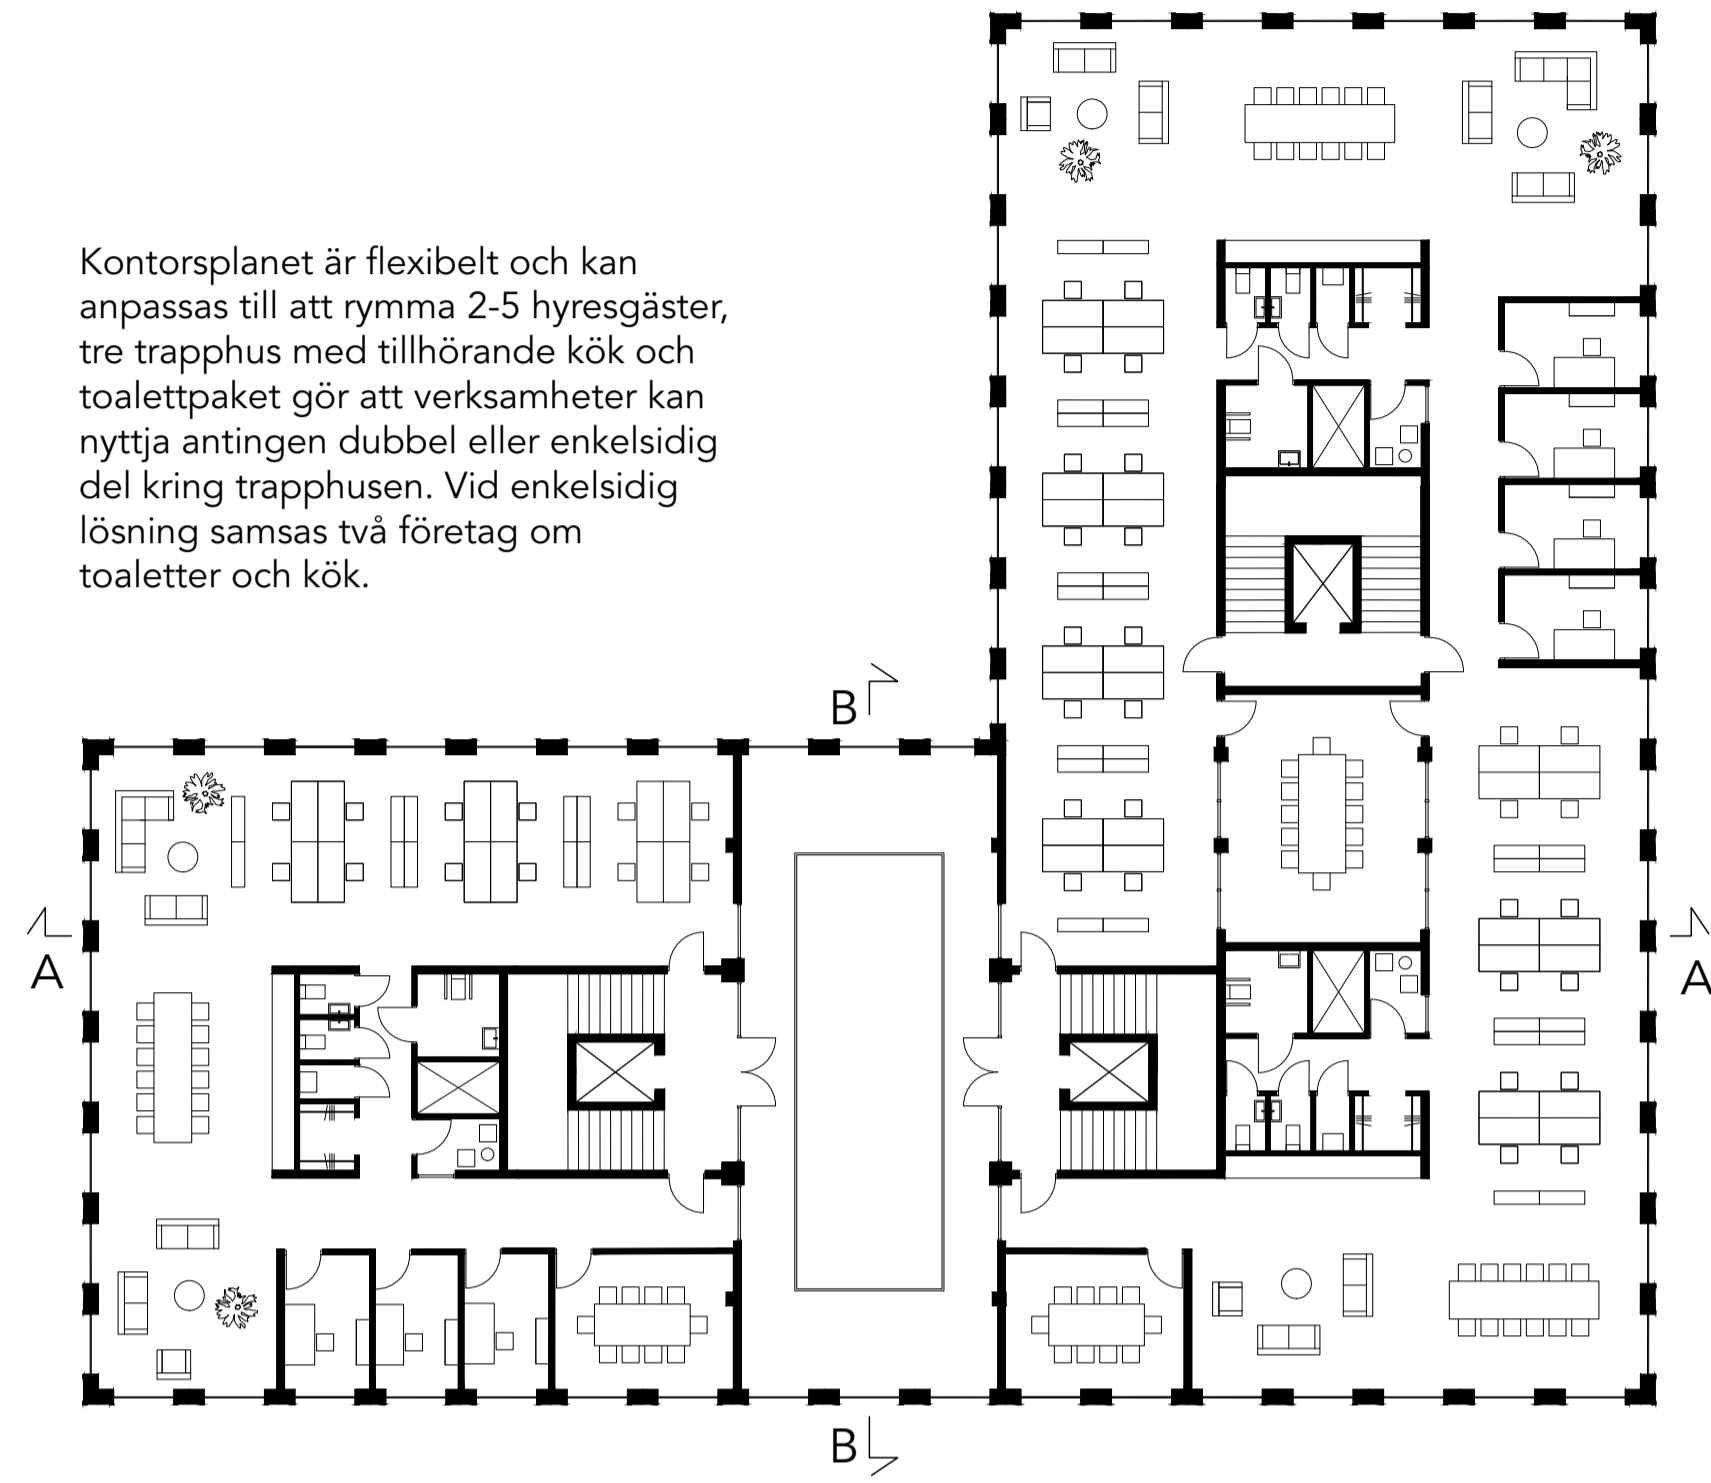 Kontorsplanet är flexibelt och kan
anpassas till att rymma 2-5 hyresgäster,
tre trapphus med tillhörande kök och
toalettpaket gör att verksamheter kan
nyttja antingen dubbel eller enkelsidig
del kring trapphusen. Vid enkelsidig
lösning samsas två företag om
toaletter och kök.
B
A
A
B